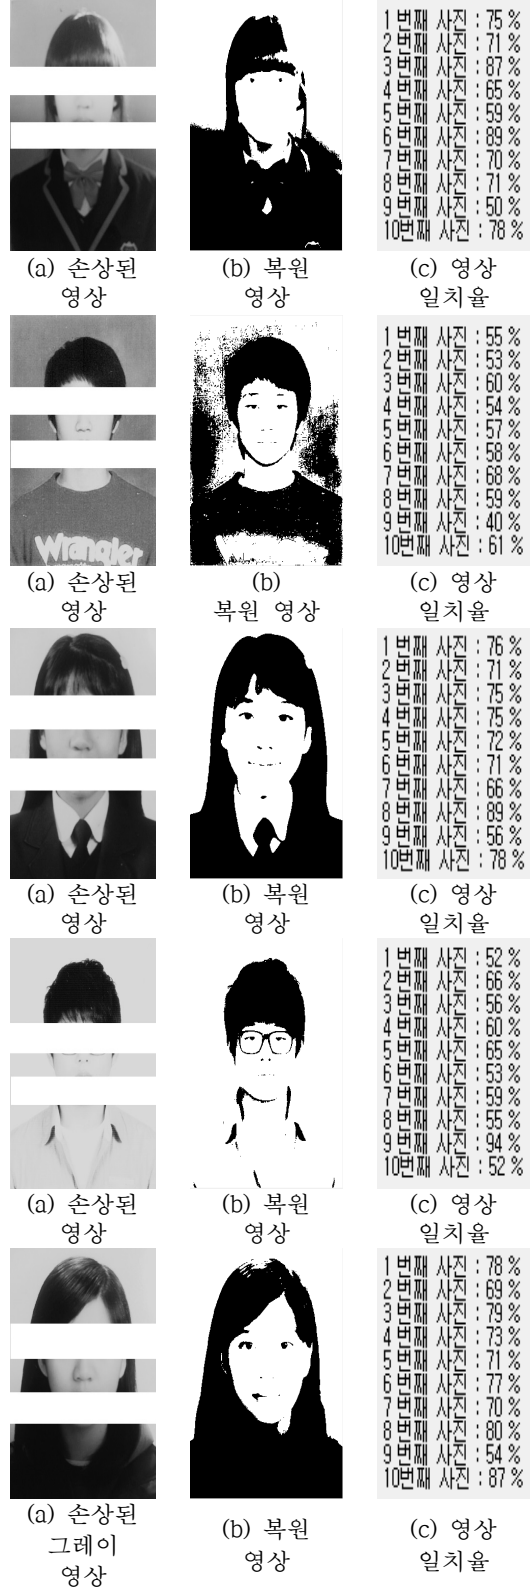 1 번째 사진 : 75 %
2 번째 사진 : 71 %
3 번째 사진 : 87 %
4 번째 사진 : 65 %
5 번째 사진 : 59 %
6 번째 사진 : 89 %
7 번째 사진 : 70 %
8 번째 사진 : 71 %
9 번째 사진 : 50 %
10번째 사진 : 78 %
(a) 손상된
영상
(b) 복원
영상
(c) 영상
일치율
Wrangler
1 번째 사진 : 55 %
2 번째 사진 : 53 %
3 번째 사진 : 60 %
4 번째 사진 : 54 %
5 번째 사진 : 57 %
6 번째 사진 : 58 %
7 번째 사진 : 68 %
8 번째 사진 : 59 %
9 번째 사진 : 40 %
10번째 사진 : 61 %
(a) 손상된
영상
(b)
복원 영상
(c) 영상
일치율
1 번째 사진 : 76 %
2 번째 사진 : 71 %
3 번째 사진 : 75 %
4 번째 사진 : 75 %
5 번째 사진 : 72 %
6 번째 사진 : 71 %
7 번째 사진 : 66 %
8 번째 사진 : 89 %
9 번째 사진 : 56 %
10번째 사진 : 78 %
(a) 손상된
영상
(b) 복원
영상
(c) 영상
일치율
1 번째 사진 : 52 %
2 번째 사진 : 66 %
3 번째 사진 : 56 %
4 번째 사진 : 60 %
5 번째 사진 : 65 %
6 번째 사진 : 53 %
7 번째 사진 : 59 %
8 번째 사진 : 55 %
9 번째 사진 : 94 %
10번째 사진 : 52 %
(a) 손상된
영상
(b) 복원
영상
(c) 영상
일치율
1 번째 사진 : 78 %
2 번째 사진 : 69 %
3 번째 사진 : 79 %
4 번째 사진 : 73 %
5 번째 사진 : 71 %
6 번째 사진 : 77 %
7 번째 사진 : 70 %
8 번째 사진 : 80 %
9 번째 사진 : 54 %
10번째 사진 : 87 %
(a) 손상된
그레이
영상
(b) 복원
영상
(c) 영상
일치율